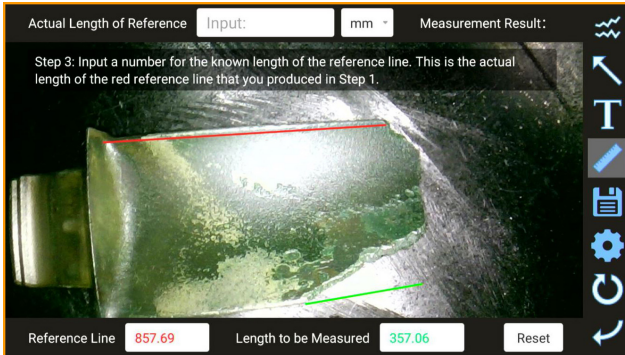 Actual Length of Reference Input: mm Measurement Result:
Step 3: Input a number for the known length of the reference line. This is the actual
length of the red reference line that you produced in Step 1.
T
Reference Line 857.69 Length to be Measured 357.06 Reset